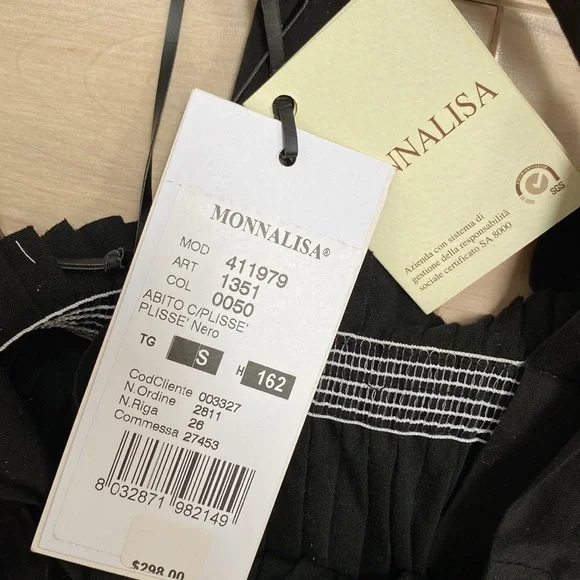 MONNALISA
SGS
Azienda con sistema di
gestione della responsabilità
sociale certificato SA 8000
MONNALISA®
MOD 411979
ART 1351
COL 0050
ABITO C/PLISSE'
PLISSE' Nero
TG S H 162
CodCliente 003327
N.Ordine 2811
N.Riga 26
Commessa 27453
8 032871 982149
$298.00